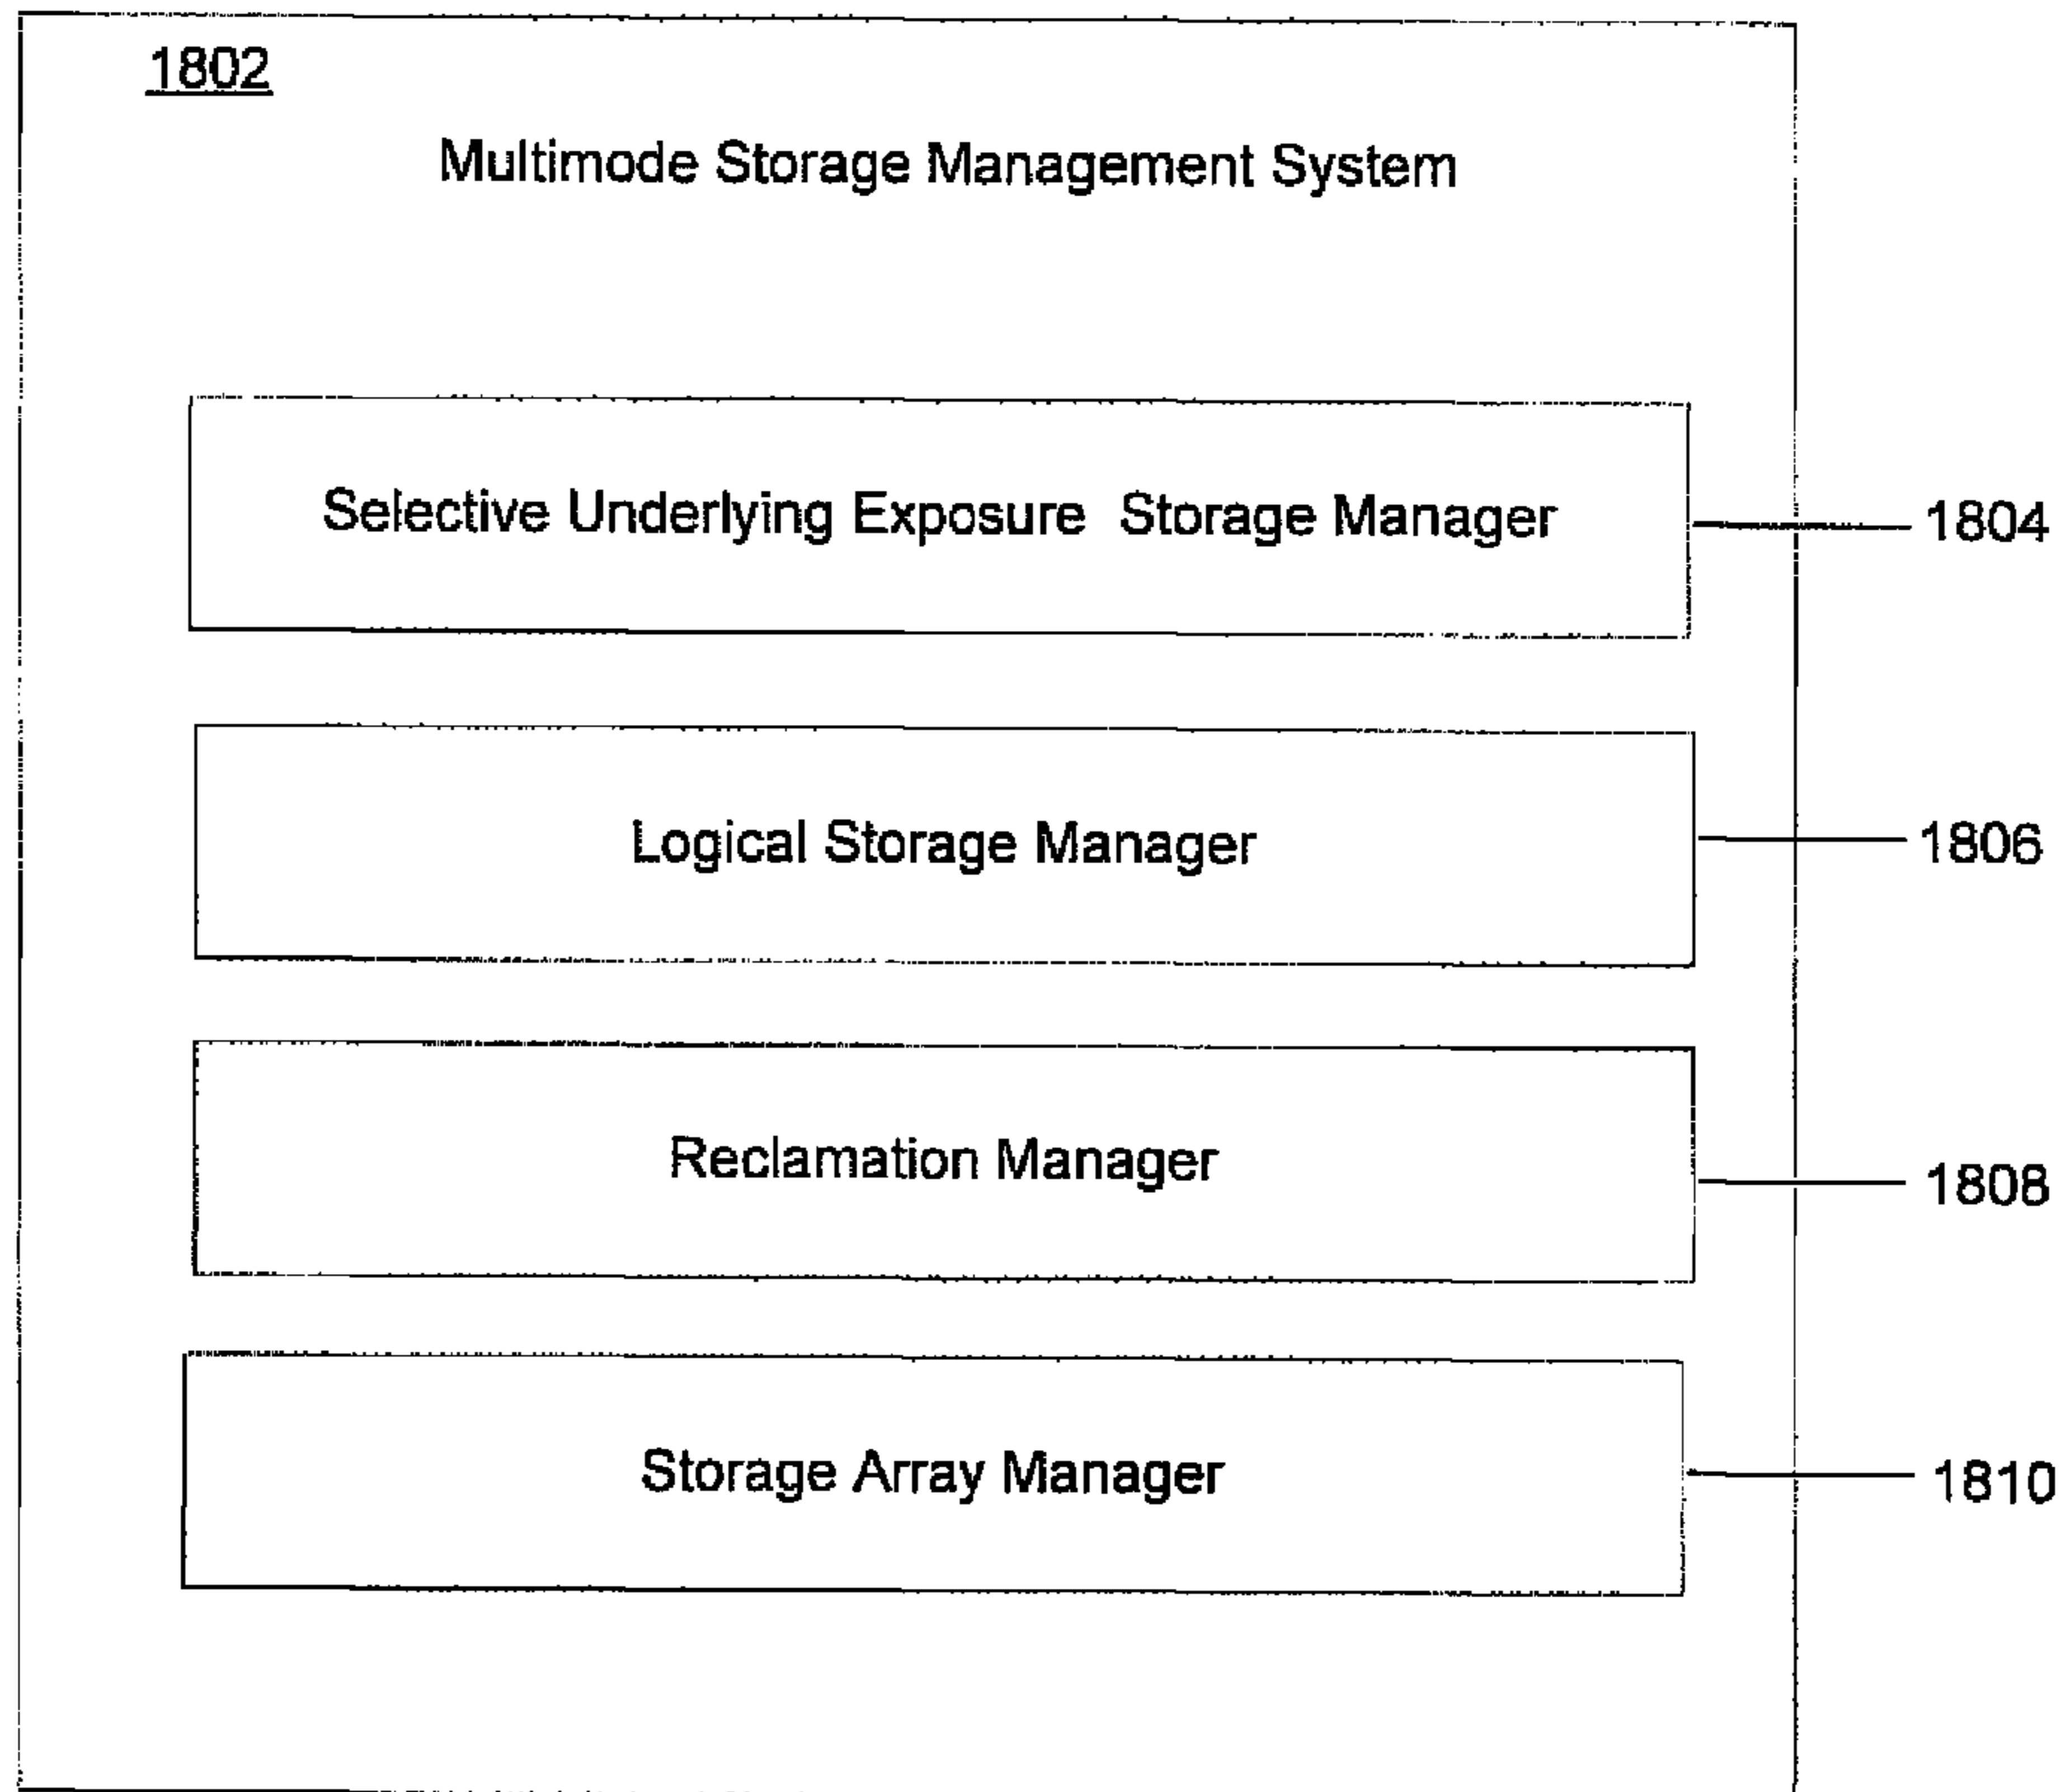 1802
Multimode Storage Management System
Selective Underlying Exposure Storage Manager
1804
Logical Storage Manager
1806
Reclamation Manager
1808
Storage Array Manager
1810